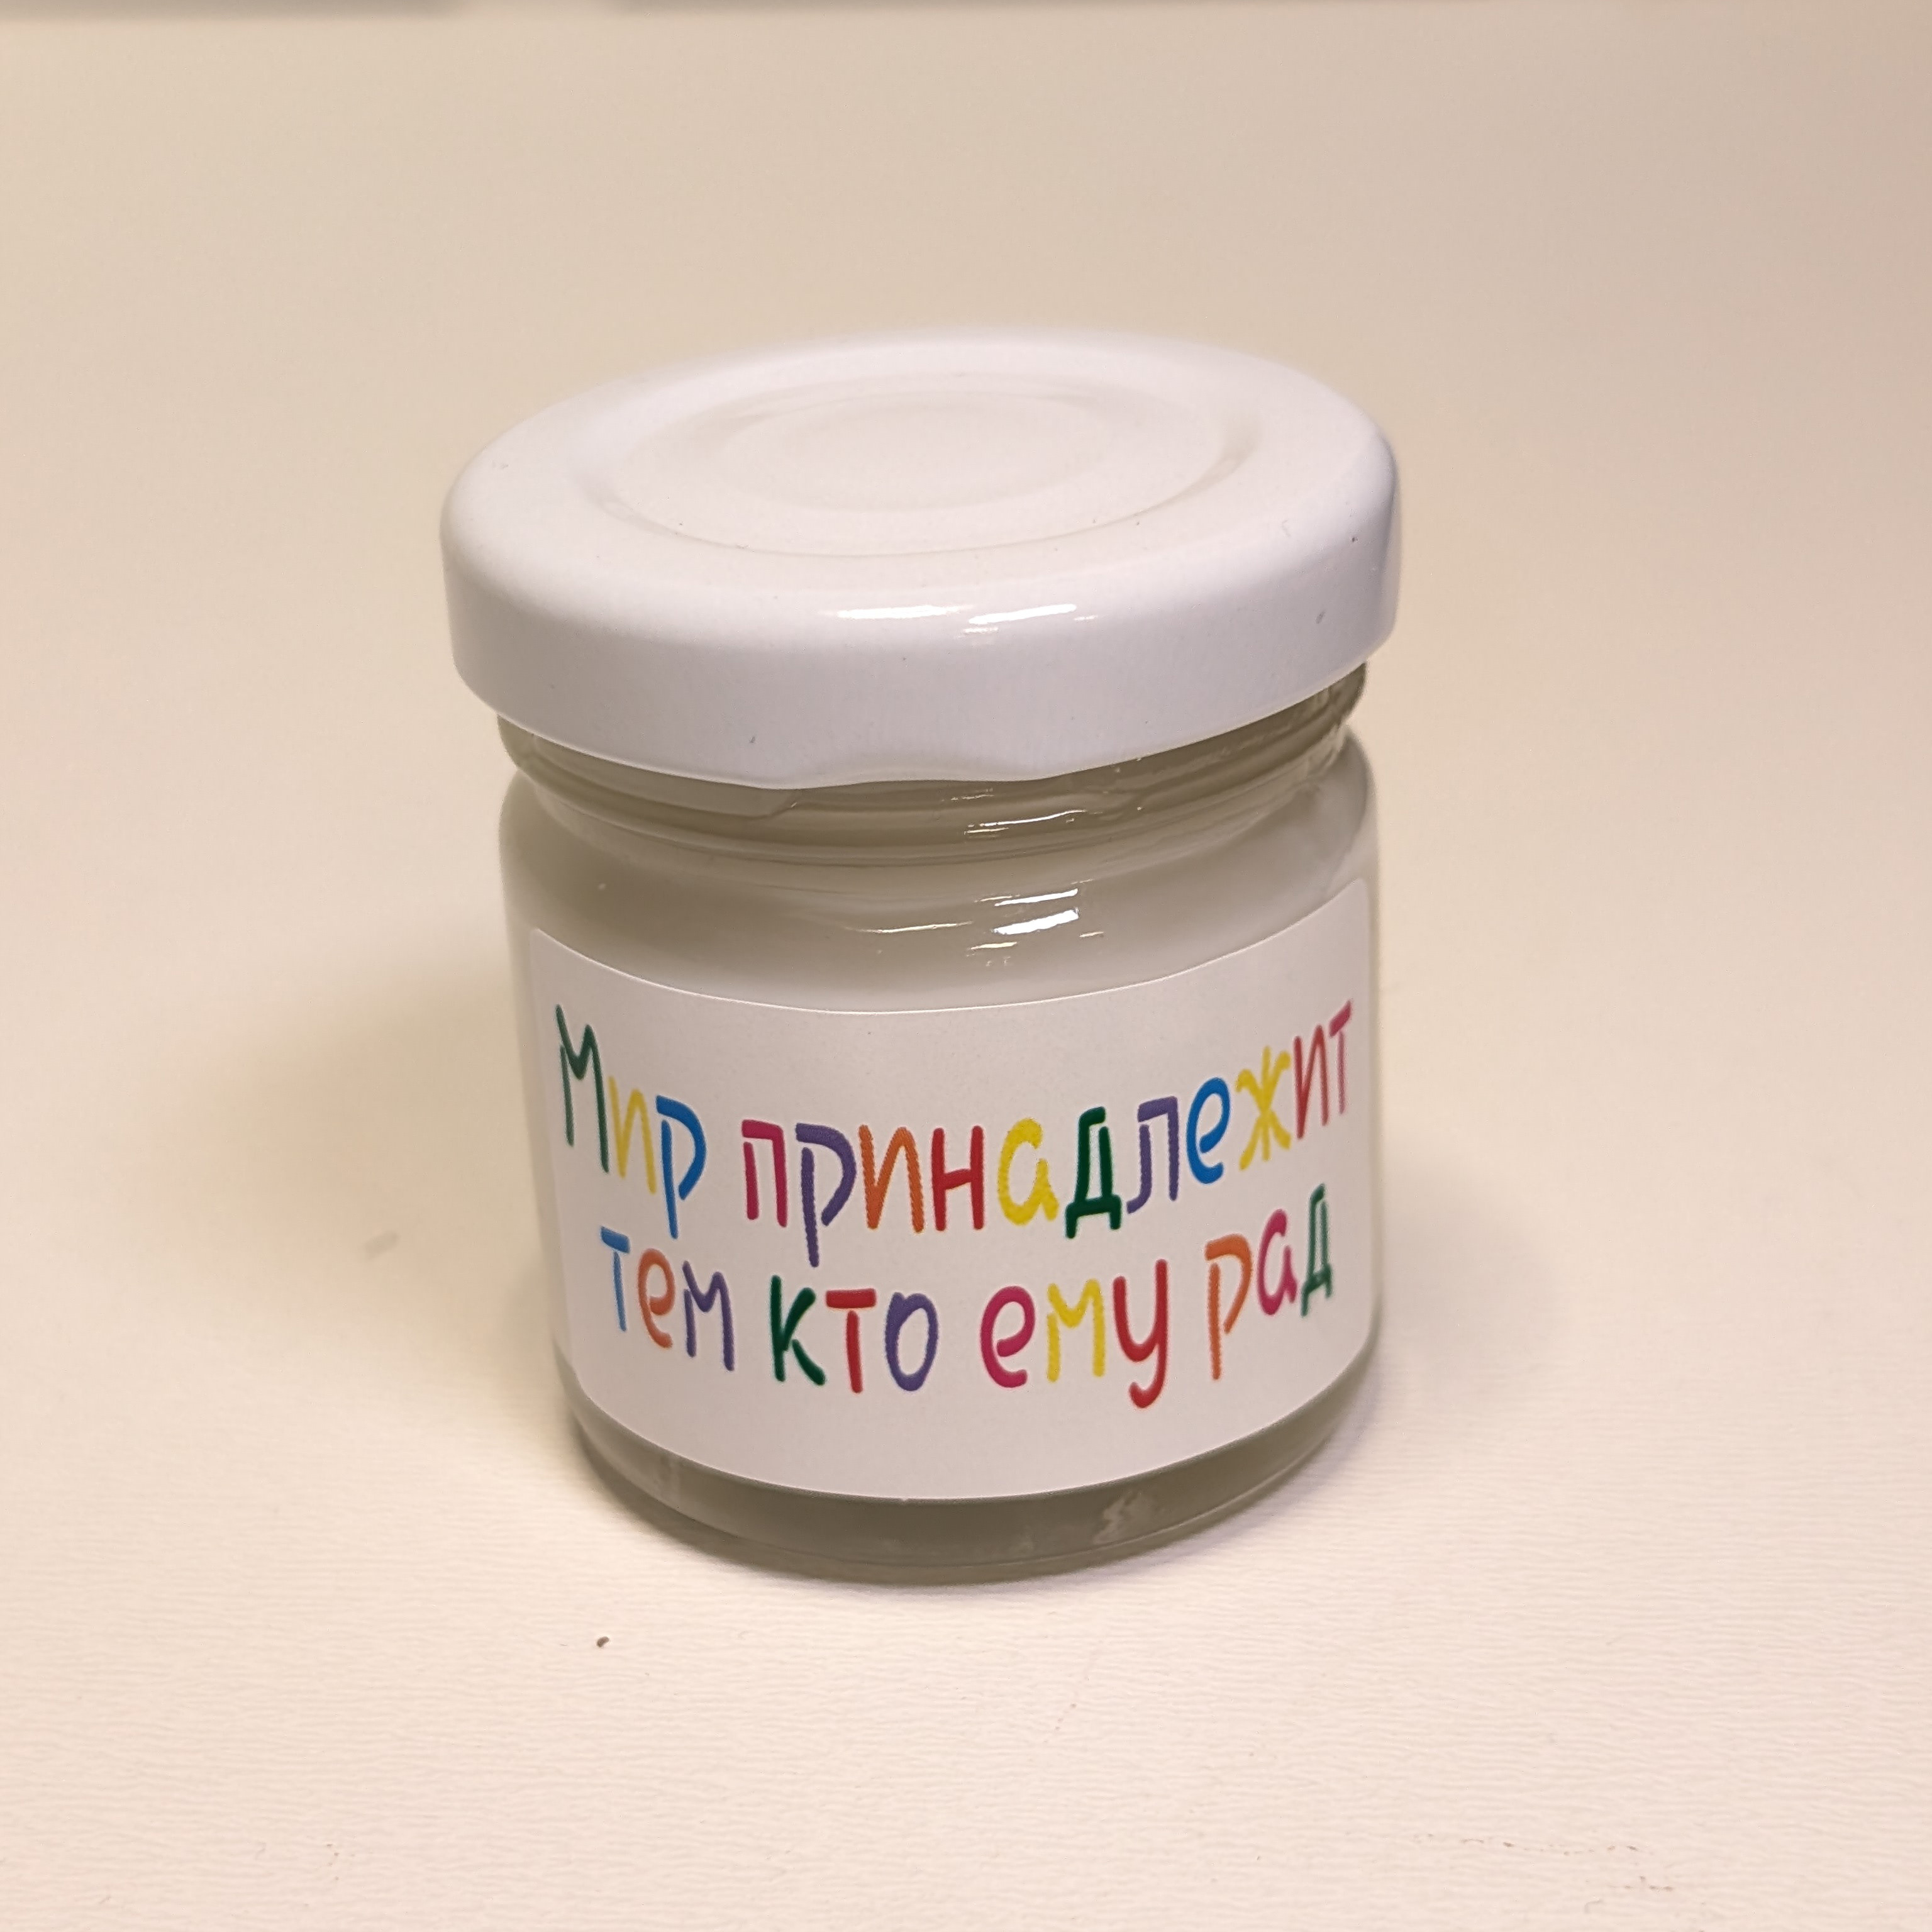 Мир принадлежит
тем кто ему рад